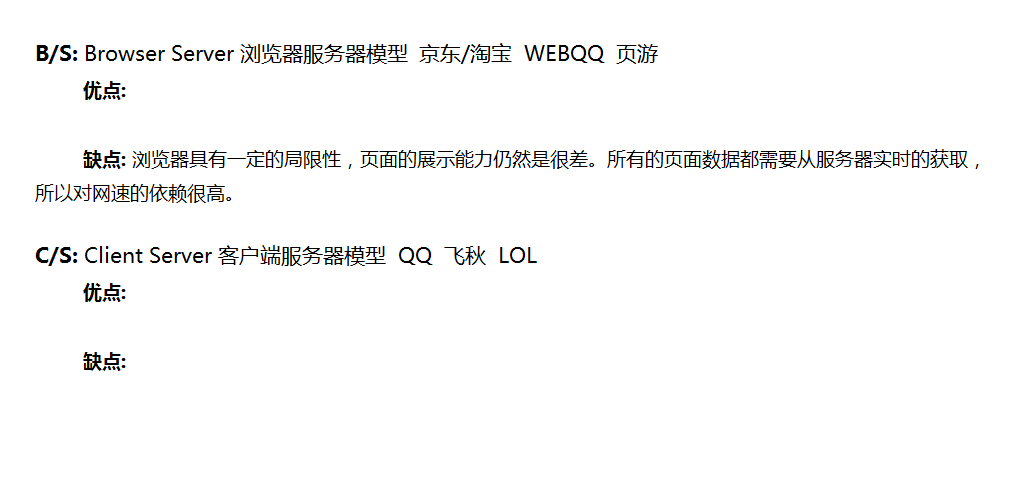 B/S: Browser Server 浏览器服务器模型 京东/淘宝 WEBQQ 页游
优点:
缺点: 浏览器具有一定的局限性，页面的展示能力仍然是很差。所有的页面数据都需要从服务器实时的获取，
所以对网速的依赖很高。
C/S: Client Server 客户端服务器模型 QQ 飞秋 LOL
优点:
缺点: